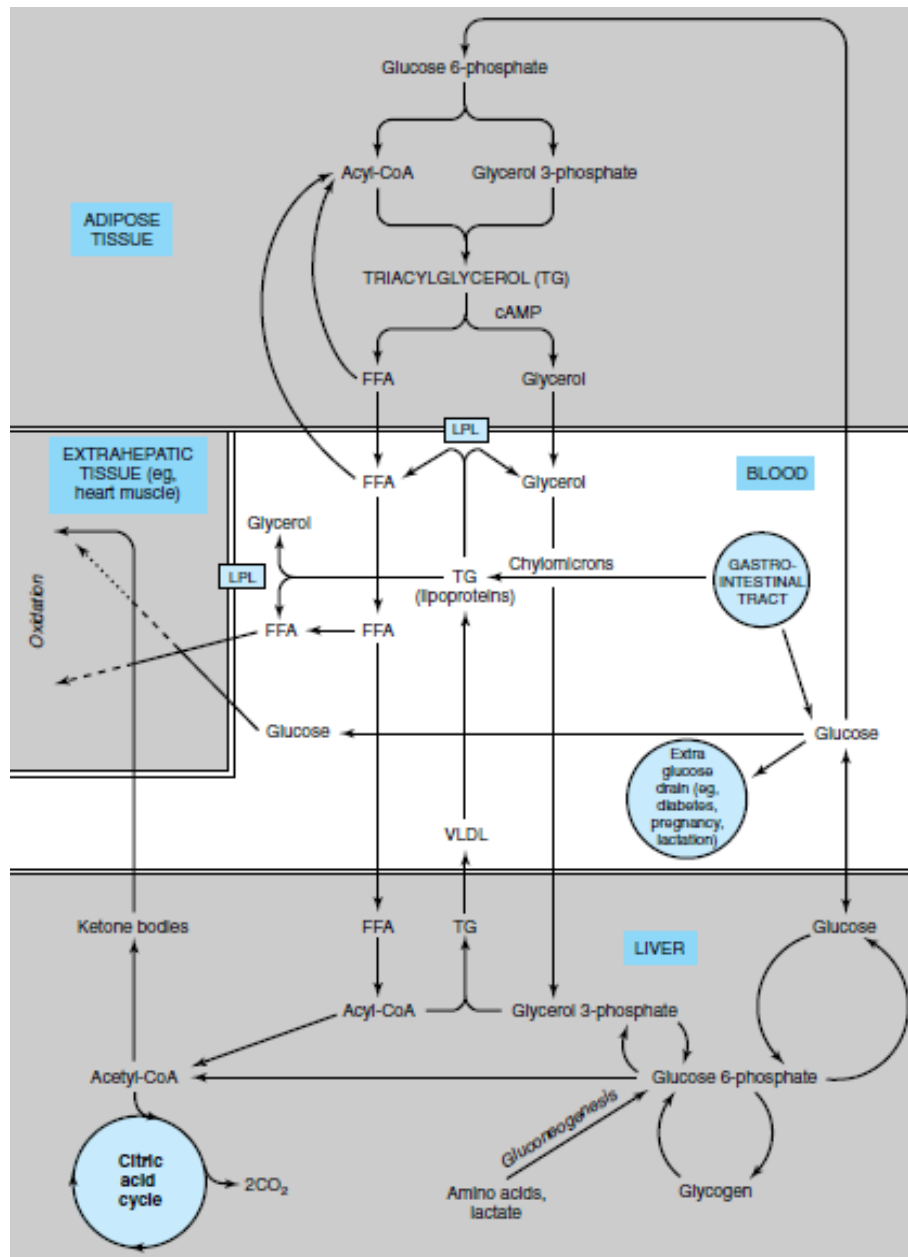 Glucose 6-phosphate
Acyl-CoA
Glycerol 3-phosphate
ADIPOSE
TISSUE
TRIACYLGLYCEROL (TG)
cAMP
FFA
Glycerol
LPL
EXTRAHEPATIC
TISSUE (eg,
heart muscle)
FFA
Glycerol
BLOOD
Glycerol
Chylomicrons
GASTRO-
INTESTINAL
TRACT
LPL
TG
(lipoproteins)
Oxidation
FFA
FFA
Glucose
Glucose
Extra
glucose
drain (eg,
diabetes,
pregnancy,
lactation)
VLDL
Ketone bodies
FFA
TG
Glucose
LIVER
Acyl-CoA
Glycerol 3-phosphate
Acetyl-CoA
Glucose 6-phosphate
Gluconeogenesis
Citric
acid
cycle
2CO₂
Amino acids,
lactate
Glycogen